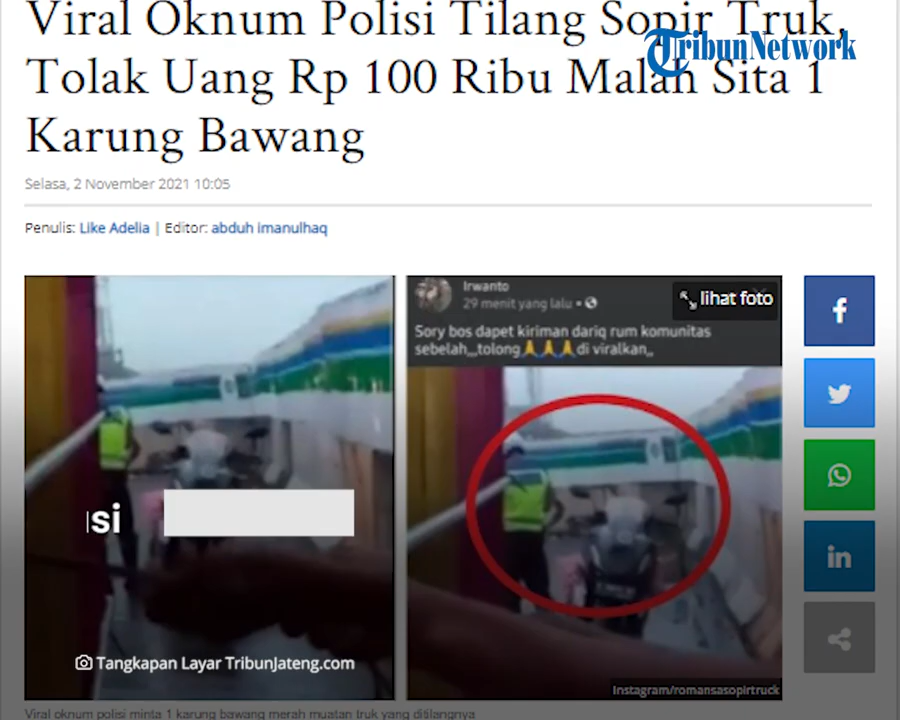 Viral Oknum Polisi Tilang Sopir Truk,
TribunNetwork
Tolak Uang Rp 100 Ribu Malah Sita 1
Karung Bawang
Selasa, 2 November 2021 10:05
Penulis: Like Adelia | Editor: abduh imanulhaq
Irwanto
29 menit yang lalu •
lihat foto
Sory bos dapet kiriman dariq rum komunitas
sebelah,,,tolong🙏🙏🙏di viralkan,,
si
Tangkapan Layar TribunJateng.com
Instagram/romansasopirtruck
Viral oknum polisi minta 1 karung bawang merah muatan truk yang ditilangnya